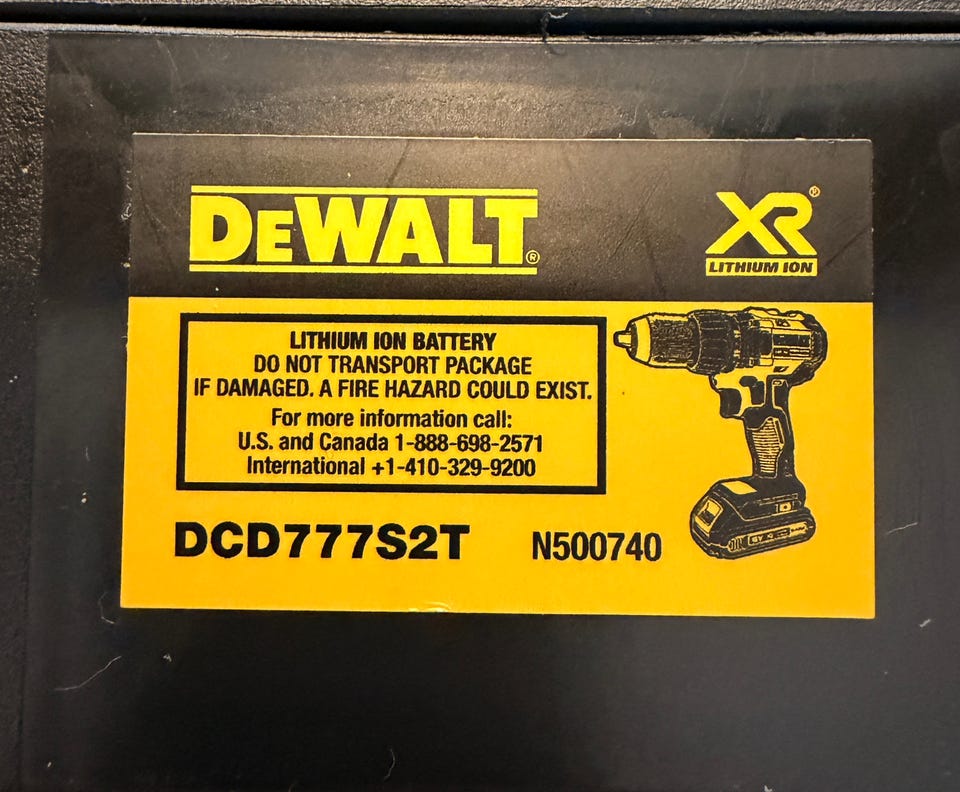 DEWALT®
XR®
LITHIUM ION
LITHIUM ION BATTERY
DO NOT TRANSPORT PACKAGE
IF DAMAGED. A FIRE HAZARD COULD EXIST.
For more information call:
U.S. and Canada 1-888-698-2571
International +1-410-329-9200
DCD777S2T
N500740